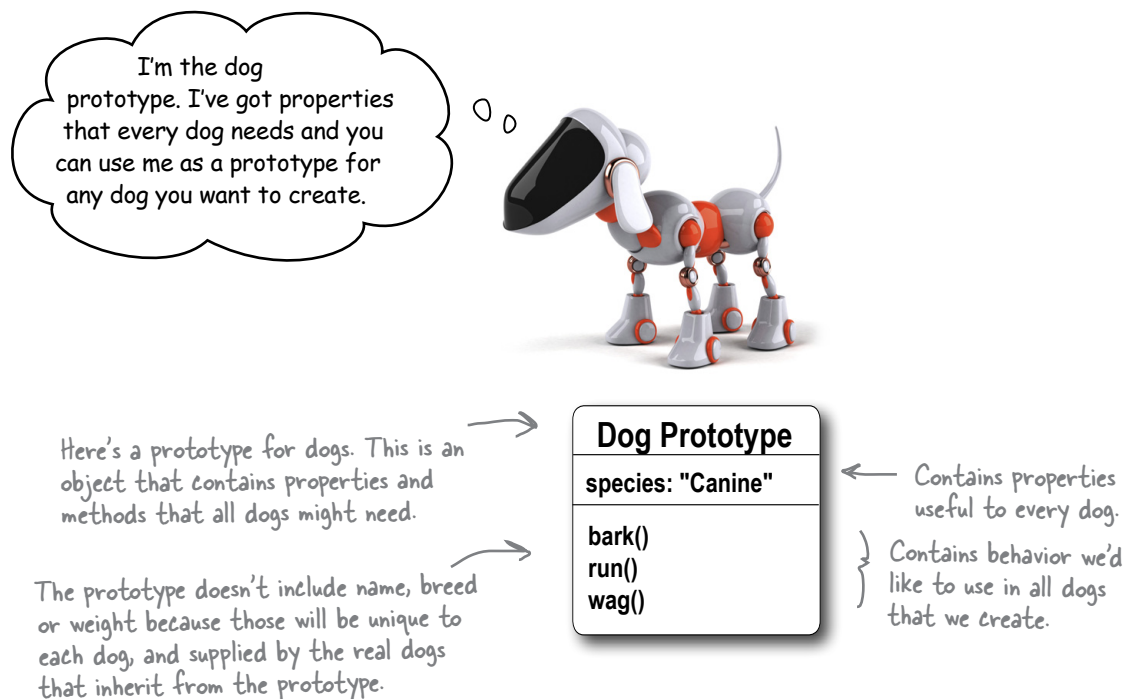 I'm the dog
prototype. I've got properties
that every dog needs and you
can use me as a prototype for
any dog you want to create.
Here's a prototype for dogs. This is an
object that contains properties and
methods that all dogs might need.
The prototype doesn't include name, breed
or weight because those will be unique to
each dog, and supplied by the real dogs
that inherit from the prototype.
Dog Prototype
species: "Canine"
bark()
run()
wag()
Contains properties
useful to every dog.
Contains behavior we'd
like to use in all dogs
that we create.